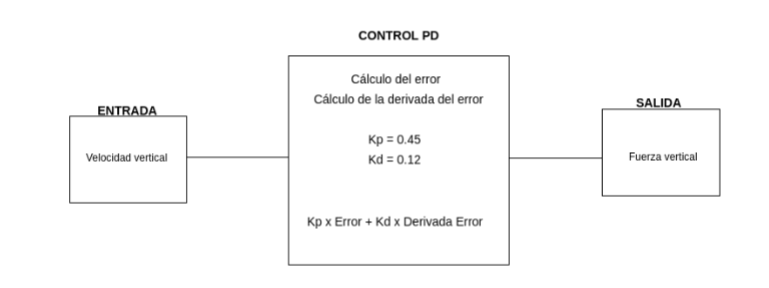 CONTROL PD
Cálculo del error
Cálculo de la derivada del error
ENTRADA
SALIDA
Kp = 0.45
Velocidad vertical
Kd = 0.12
Fuerza vertical
Kp x Error + Kd x Derivada Error